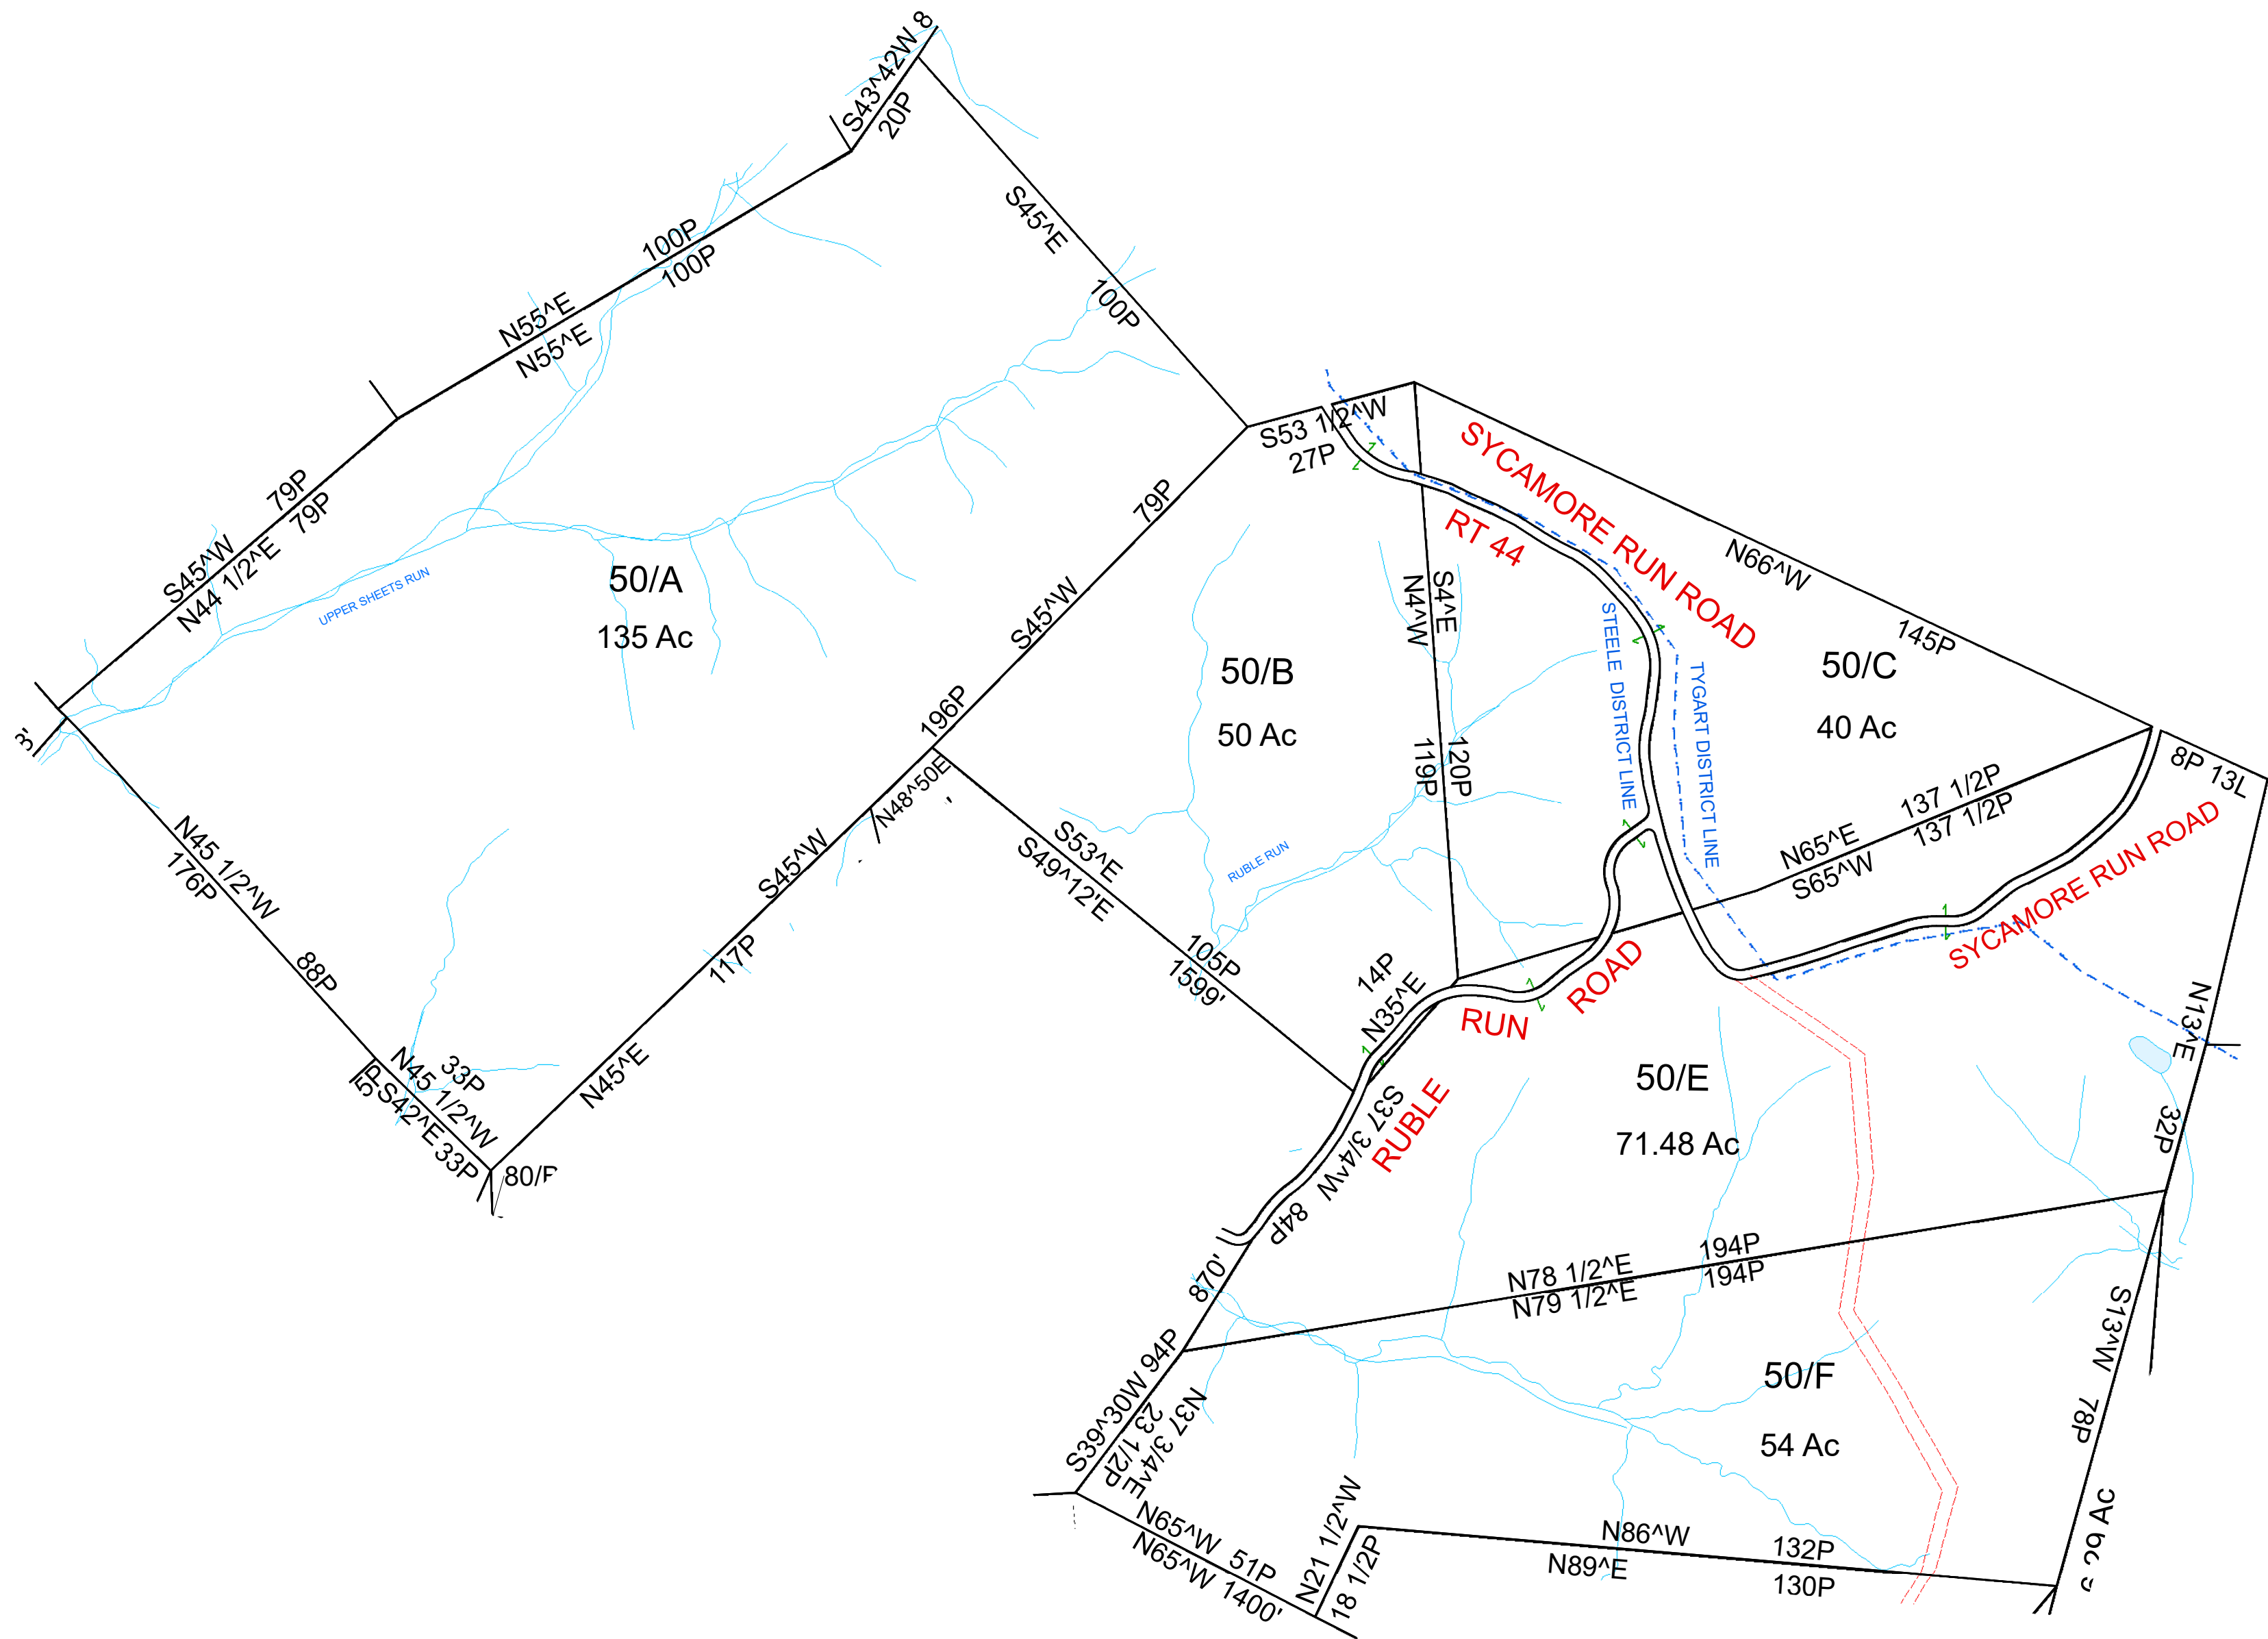 S43^42W 8
20P
S45^E
100P
100P
100P
N55^E
N55^E
79P
79P
S45^W
N44 1/2^E
UPPER SHEETS RUN
50/A
135 Ac
3'
N45 1/2^W
176P
88P
33P
N45 1/2^W
5P
S42^E
33P
N45^E
117P
S45^W
N48^50E
196P
S45^W
79P
S53 1/2^W
27P
SYCAMORE RUN ROAD
RT 44
N66^W
145P
S4^E
N4^W
120P
119P
50/B
50 Ac
RUBLE RUN
S53^E
S49^12'E
105P
1599'
STEELE DISTRICT LINE
TYGART DISTRICT LINE
50/C
40 Ac
137 1/2P
137 1/2P
N65^E
S65^W
8P 13L
SYCAMORE RUN ROAD
14P
N35^E
RUBLE
RUN
ROAD
S37 3/4^W
84P
870'
50/E
71.48 Ac
N13^E
32P
N78 1/2^E
194P
N79 1/2^E
194P
S39^30W 94P
N37 3/4^E
23 1/2P
50/F
54 Ac
S13^W
78P
N65^W 51P
N65^W 1400'
N21 1/2^W
18 1/2P
N86^W
132P
N89^E
130P